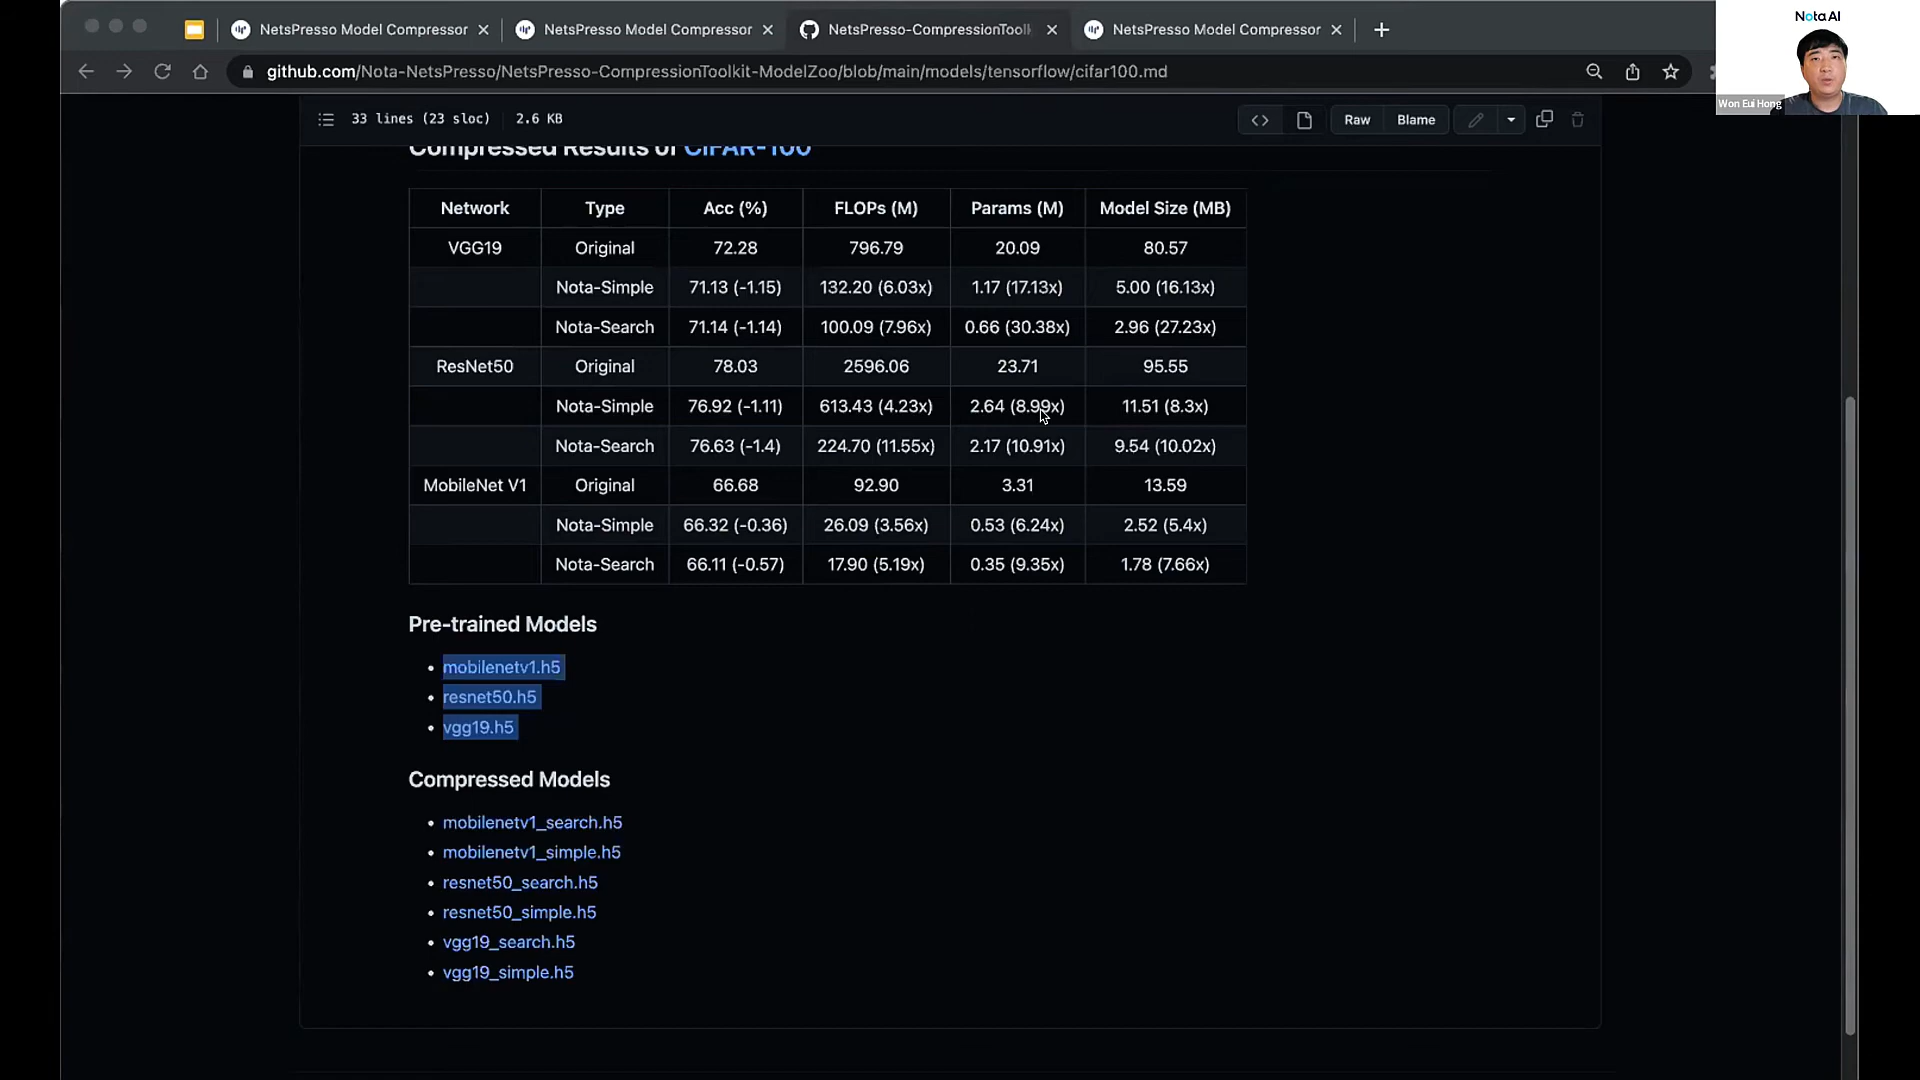 NetsPresso Model Compressor
NetsPresso Model Compressor
NetsPresso-CompressionToolk
NetsPresso Model Compressor
Nota AI
github.com/Nota-NetsPresso/NetsPresso-CompressionToolkit-ModelZoo/blob/main/models/tensorflow/cifar100.md
Won Eui Hong
33 lines (23 sloc) 2.6 KB
Raw Blame
Compressed Results of CIFAR-100
Network Type Acc (%) FLOPs (M) Params (M) Model Size (MB)
VGG19 Original 72.28 796.79 20.09 80.57
Nota-Simple 71.13 (-1.15) 132.20 (6.03x) 1.17 (17.13x) 5.00 (16.13x)
Nota-Search 71.14 (-1.14) 100.09 (7.96x) 0.66 (30.38x) 2.96 (27.23x)
ResNet50 Original 78.03 2596.06 23.71 95.55
Nota-Simple 76.92 (-1.11) 613.43 (4.23x) 2.64 (8.99x) 11.51 (8.3x)
Nota-Search 76.63 (-1.4) 224.70 (11.55x) 2.17 (10.91x) 9.54 (10.02x)
MobileNet V1 Original 66.68 92.90 3.31 13.59
Nota-Simple 66.32 (-0.36) 26.09 (3.56x) 0.53 (6.24x) 2.52 (5.4x)
Nota-Search 66.11 (-0.57) 17.90 (5.19x) 0.35 (9.35x) 1.78 (7.66x)
Pre-trained Models
• mobilenetv1.h5
• resnet50.h5
• vgg19.h5
Compressed Models
• mobilenetv1_search.h5
• mobilenetv1_simple.h5
• resnet50_search.h5
• resnet50_simple.h5
• vgg19_search.h5
• vgg19_simple.h5